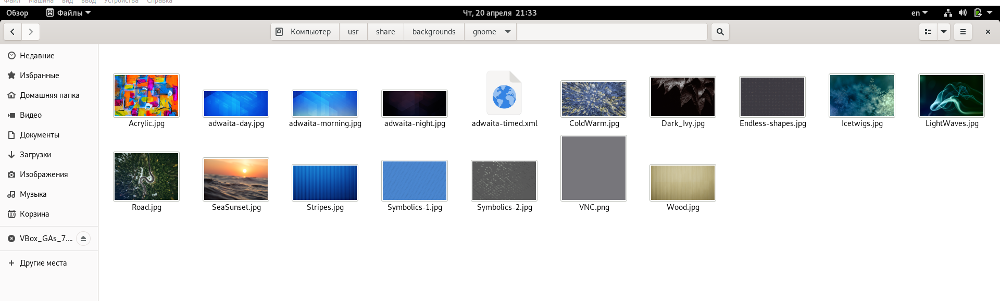 Файл Машина Вид Ввод Устройства Справка
Обзор Файлы Чт, 20 апреля 21:33 en
Компьютер usr share backgrounds gnome
Недавние
Избранные
Домашняя папка
Видео
Документы
Загрузки
Изображения
Музыка
Корзина
VBox_GAs_7....
Другие места
Acrylic.jpg adwaita-day.jpg adwaita-morning.jpg adwaita-night.jpg adwaita-timed.xml ColdWarm.jpg Dark_Ivy.jpg Endless-shapes.jpg Icetwigs.jpg LightWaves.jpg
Road.jpg SeaSunset.jpg Stripes.jpg Symbolics-1.jpg Symbolics-2.jpg VNC.png Wood.jpg